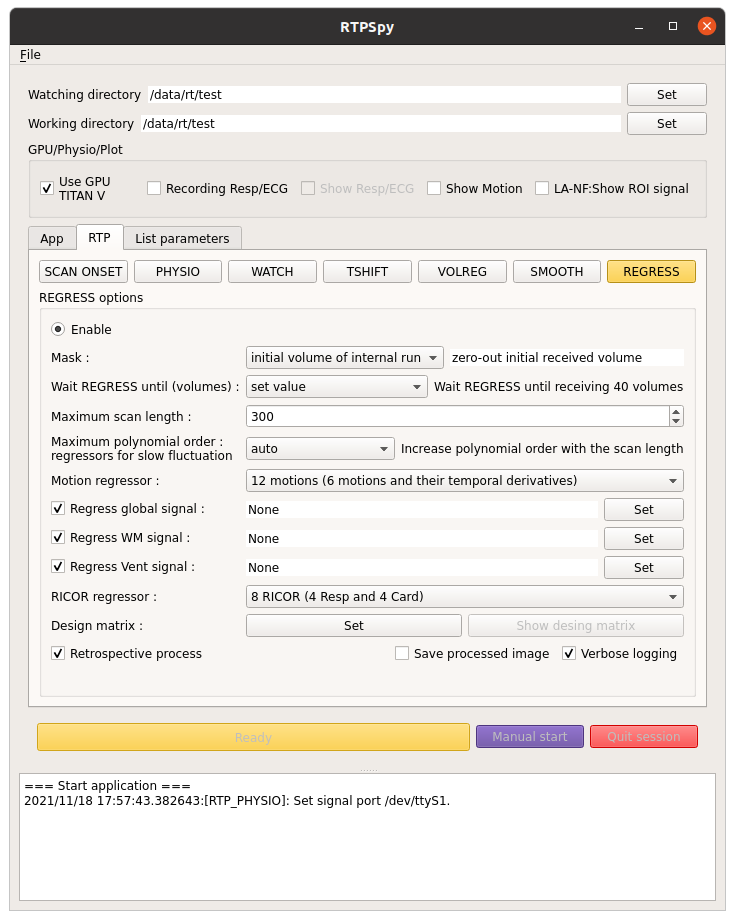 RTPSpy
File
Watching directory /data/rt/test Set
Working directory /data/rt/test Set
GPU/Physio/Plot
Use GPU
TITAN V
Recording Resp/ECG Show Resp/ECG Show Motion LA-NF:Show ROI signal
App RTP List parameters
SCAN ONSET PHYSIO WATCH TSHIFT VOLREG SMOOTH REGRESS
REGRESS options
Enable
Mask : initial volume of internal run zero-out initial received volume
Wait REGRESS until (volumes) : set value Wait REGRESS until receiving 40 volumes
Maximum scan length : 300
Maximum polynomial order :
regressors for slow fluctuation
auto Increase polynomial order with the scan length
Motion regressor : 12 motions (6 motions and their temporal derivatives)
Regress global signal : None Set
Regress WM signal : None Set
Regress Vent signal : None Set
RICOR regressor : 8 RICOR (4 Resp and 4 Card)
Design matrix : Set Show desing matrix
Retrospective process Save processed image Verbose logging
Ready Manual start Quit session
=== Start application ===
2021/11/18 17:57:43.382643:[RTP_PHYSIO]: Set signal port /dev/ttyS1.